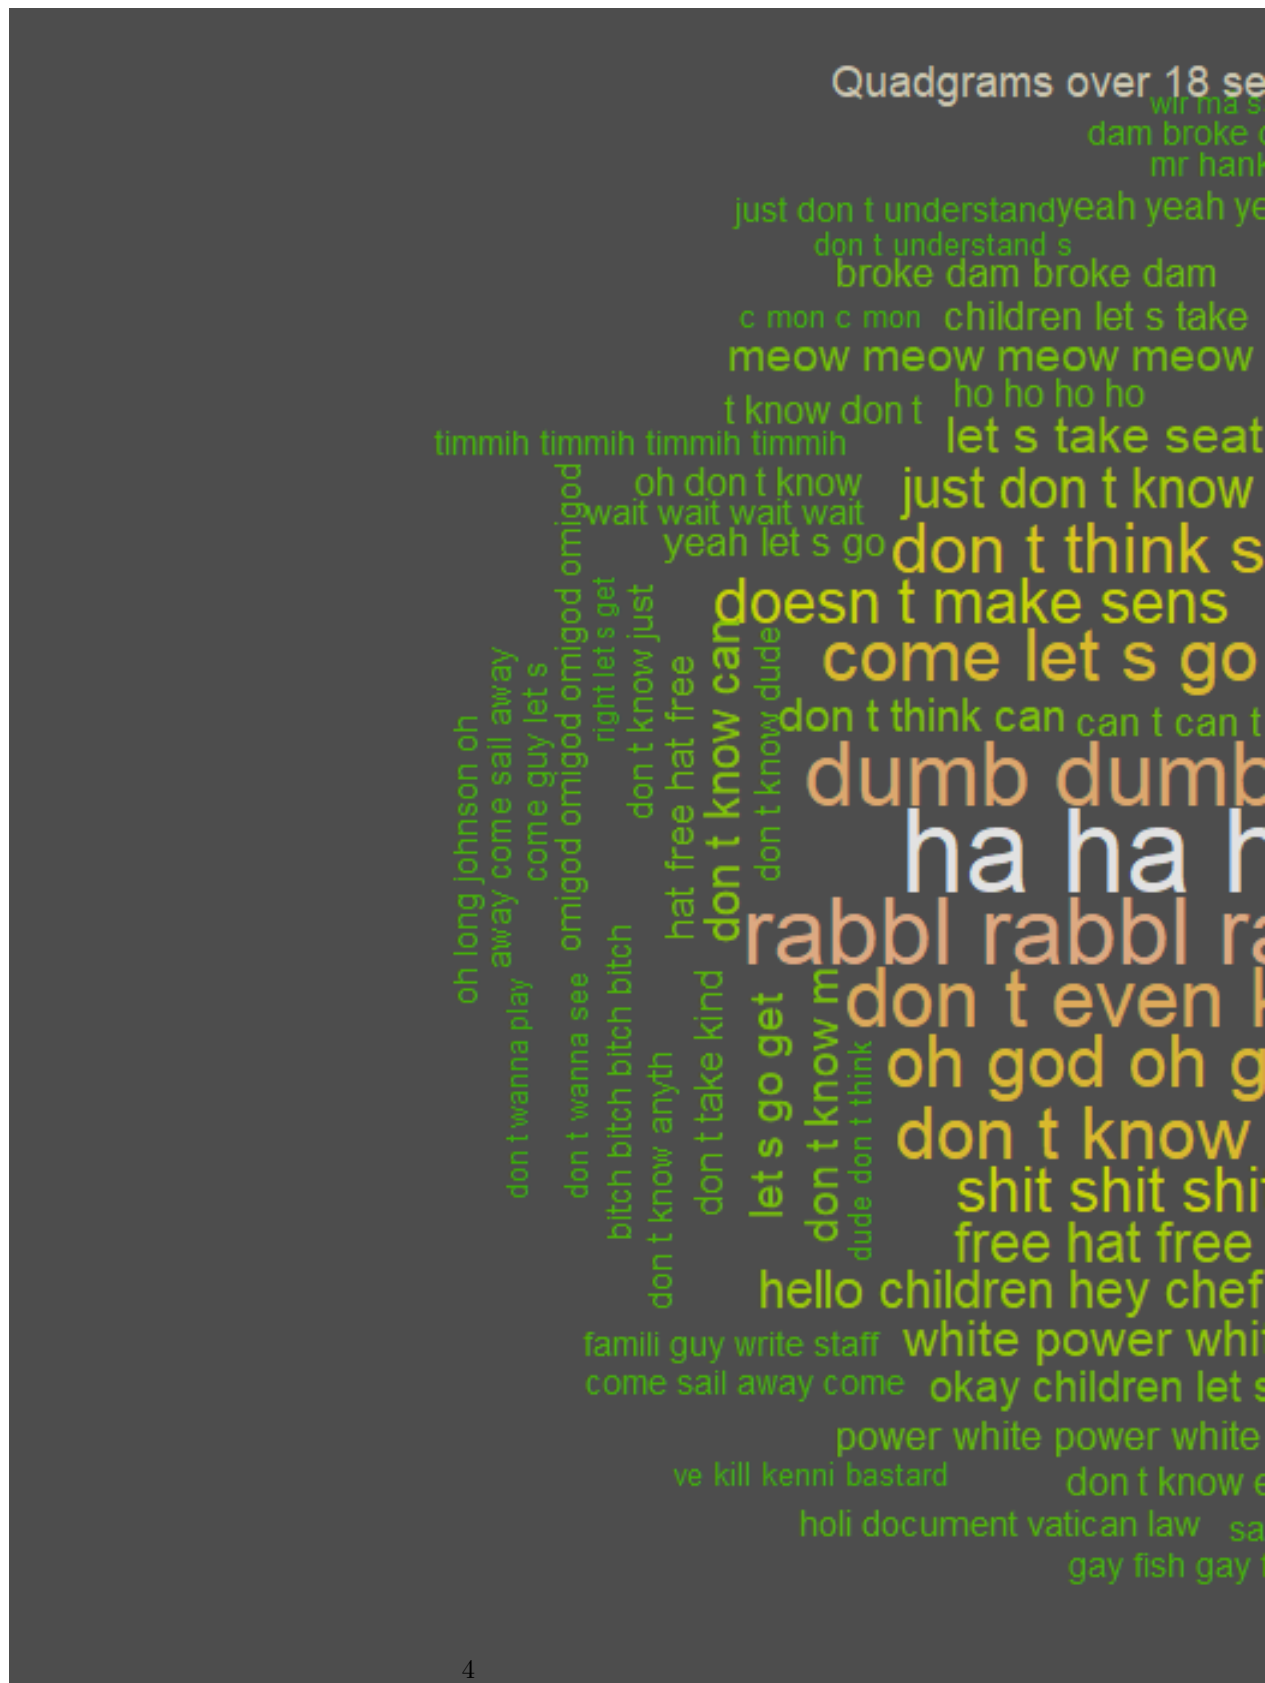 Quadgrams over 18 se
wir ma s
dam broke
mr hank
just don t understand
yeah yeah ye
don t understand s
broke dam broke dam
c mon c mon
children let s take
meow meow meow meow
ho ho ho ho
t know don t
let s take seat
timmih timmih timmih timmih
oh don t know
just don t know
wait wait wait wait
yeah let s go
don t think s
doesn t make sens
come let s go
don t think can
can t can t
dumb dumb
ha ha h
rabbl rabbl ra
don t even k
oh god oh g
don t know
shit shit shit
free hat free
hello children hey chef
famili guy write staff
white power whit
come sail away come
okay children let s
power white power white
ve kill kenni bastard
don t know e
holi document vatican law
sa
gay fish gay f
oh long johnson oh
away come sail away
come guy let s
omigod omigod omigod omigod
right let s get
don t know just
hat free hat free
don t know can
don t know dude
don t wanna play
don t wanna see
bitch bitch bitch bitch
don t know anyth
don t take kind
let s go get
don t know m
dude don t think
4